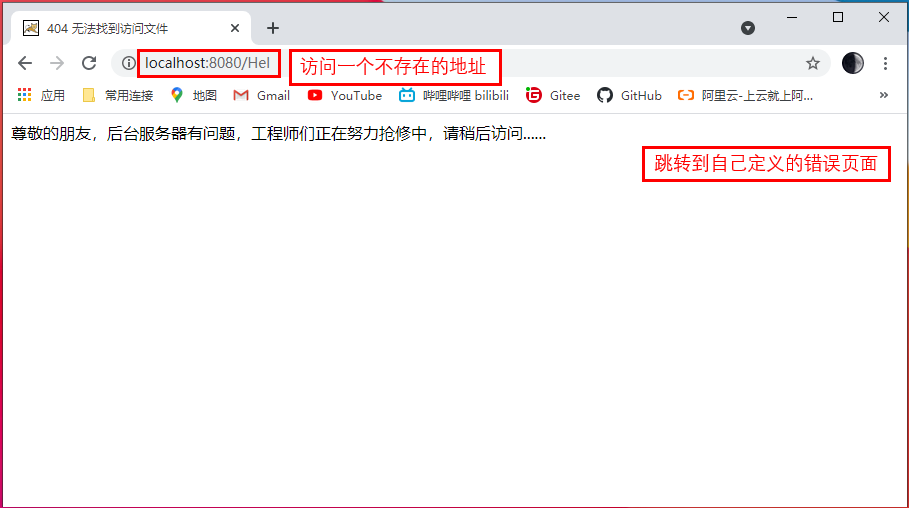 404 无法找到访问文件
localhost:8080/Hel
访问一个不存在的地址
应用 常用连接 地图 Gmail YouTube 哔哩哔哩 bilibili Gitee GitHub 阿里云-上云就上阿...
尊敬的朋友，后台服务器有问题，工程师们正在努力抢修中，请稍后访问......
跳转到自己定义的错误页面